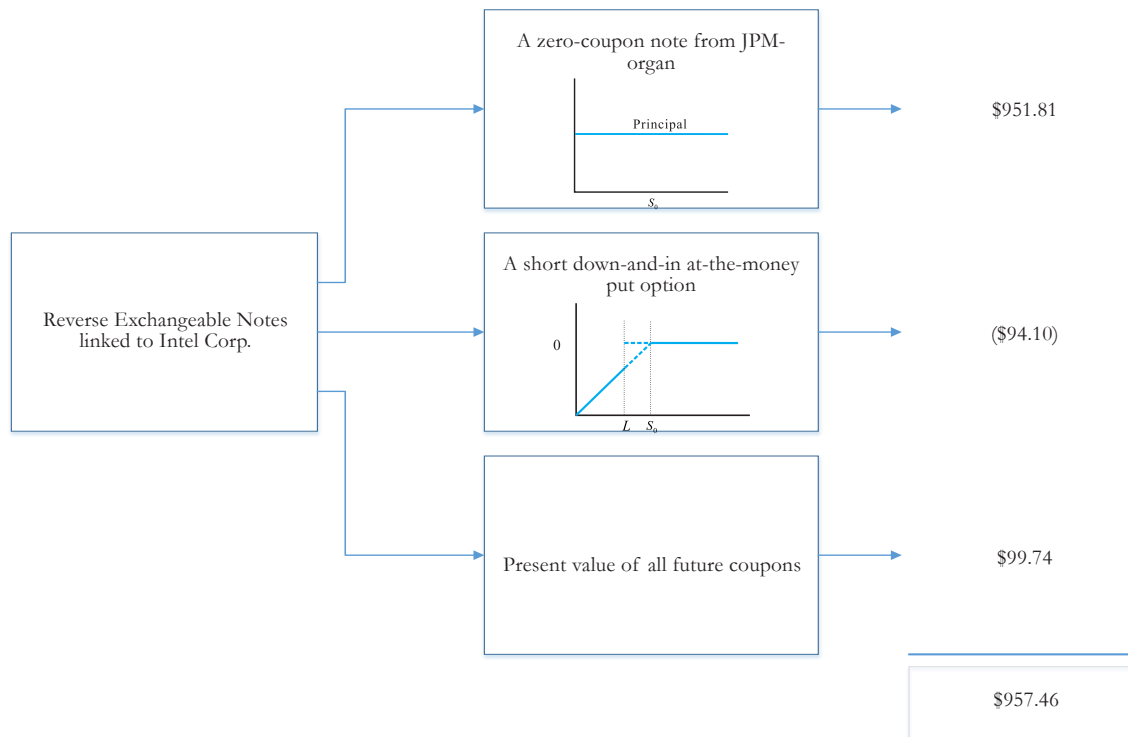 A zero-coupon note from JPM-
organ
Principal
S₀
$951.81
Reverse Exchangeable Notes
linked to Intel Corp.
A short down-and-in at-the-money
put option
0
L S₀
($94.10)
Present value of all future coupons
$99.74
$957.46